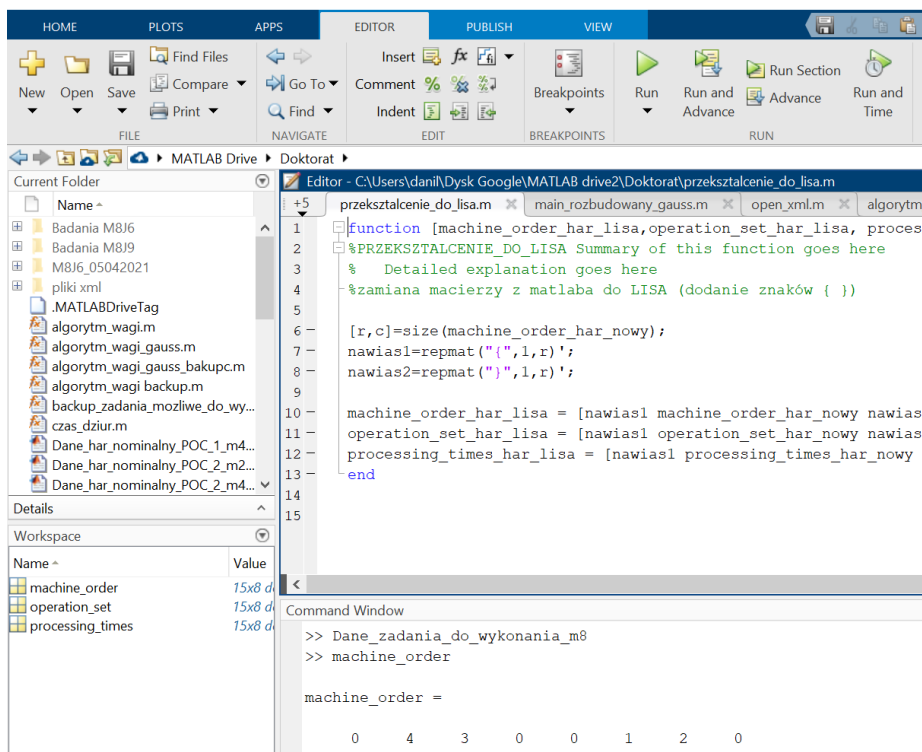 HOME PLOTS APPS EDITOR PUBLISH VIEW
New Open Save Find Files Compare Print
FILE
Go To Find
NAVIGATE
Insert fx
Comment %
Indent
EDIT
Breakpoints
BREAKPOINTS
Run Run and Advance Run Section Advance Run and Time
RUN
MATLAB Drive Doktorat
Current Folder
Name
Badania M8J6
Badania M8J9
M8J6_05042021
pliki xml
.MATLABDriveTag
algorytm_wagi.m
algorytm_wagi_gauss.m
algorytm_wagi_gauss_bakupc.m
algorytm_wagi backup.m
backup_zadania_mozliwe_do_wy...
czas_dziur.m
Dane_har_nominalny_POC_1_m4...
Dane_har_nominalny_POC_2_m2...
Dane_har_nominalny_POC_2_m4...
Details
Workspace
Name Value
machine_order 15x8 d
operation_set 15x8 d
processing_times 15x8 d
Editor - C:\Users\danil\Dysk Google\MATLAB drive2\Doktorat\przeksztalcenie_do_lisa.m
+5 przeksztalcenie_do_lisa.m main_rozbudowany_gauss.m open_xml.m algorytm
1 function [machine_order_har_lisa,operation_set_har_lisa, proces
2 %PRZEKSZTALCENIE_DO_LISA Summary of this function goes here
3 % Detailed explanation goes here
4 %zamiana macierzy z matlaba do LISA (dodanie znaków { })
5
6 [r,c]=size(machine_order_har_nowy);
7 nawias1=repmat("{",1,r)';
8 nawias2=repmat("}",1,r)';
9
10 machine_order_har_lisa = [nawias1 machine_order_har_nowy nawias
11 operation_set_har_lisa = [nawias1 operation_set_har_nowy nawias
12 processing_times_har_lisa = [nawias1 processing_times_har_nowy
13 end
14
15
Command Window
>> Dane_zadania_do_wykonania_m8
>> machine_order
machine_order =
0 4 3 0 0 1 2 0